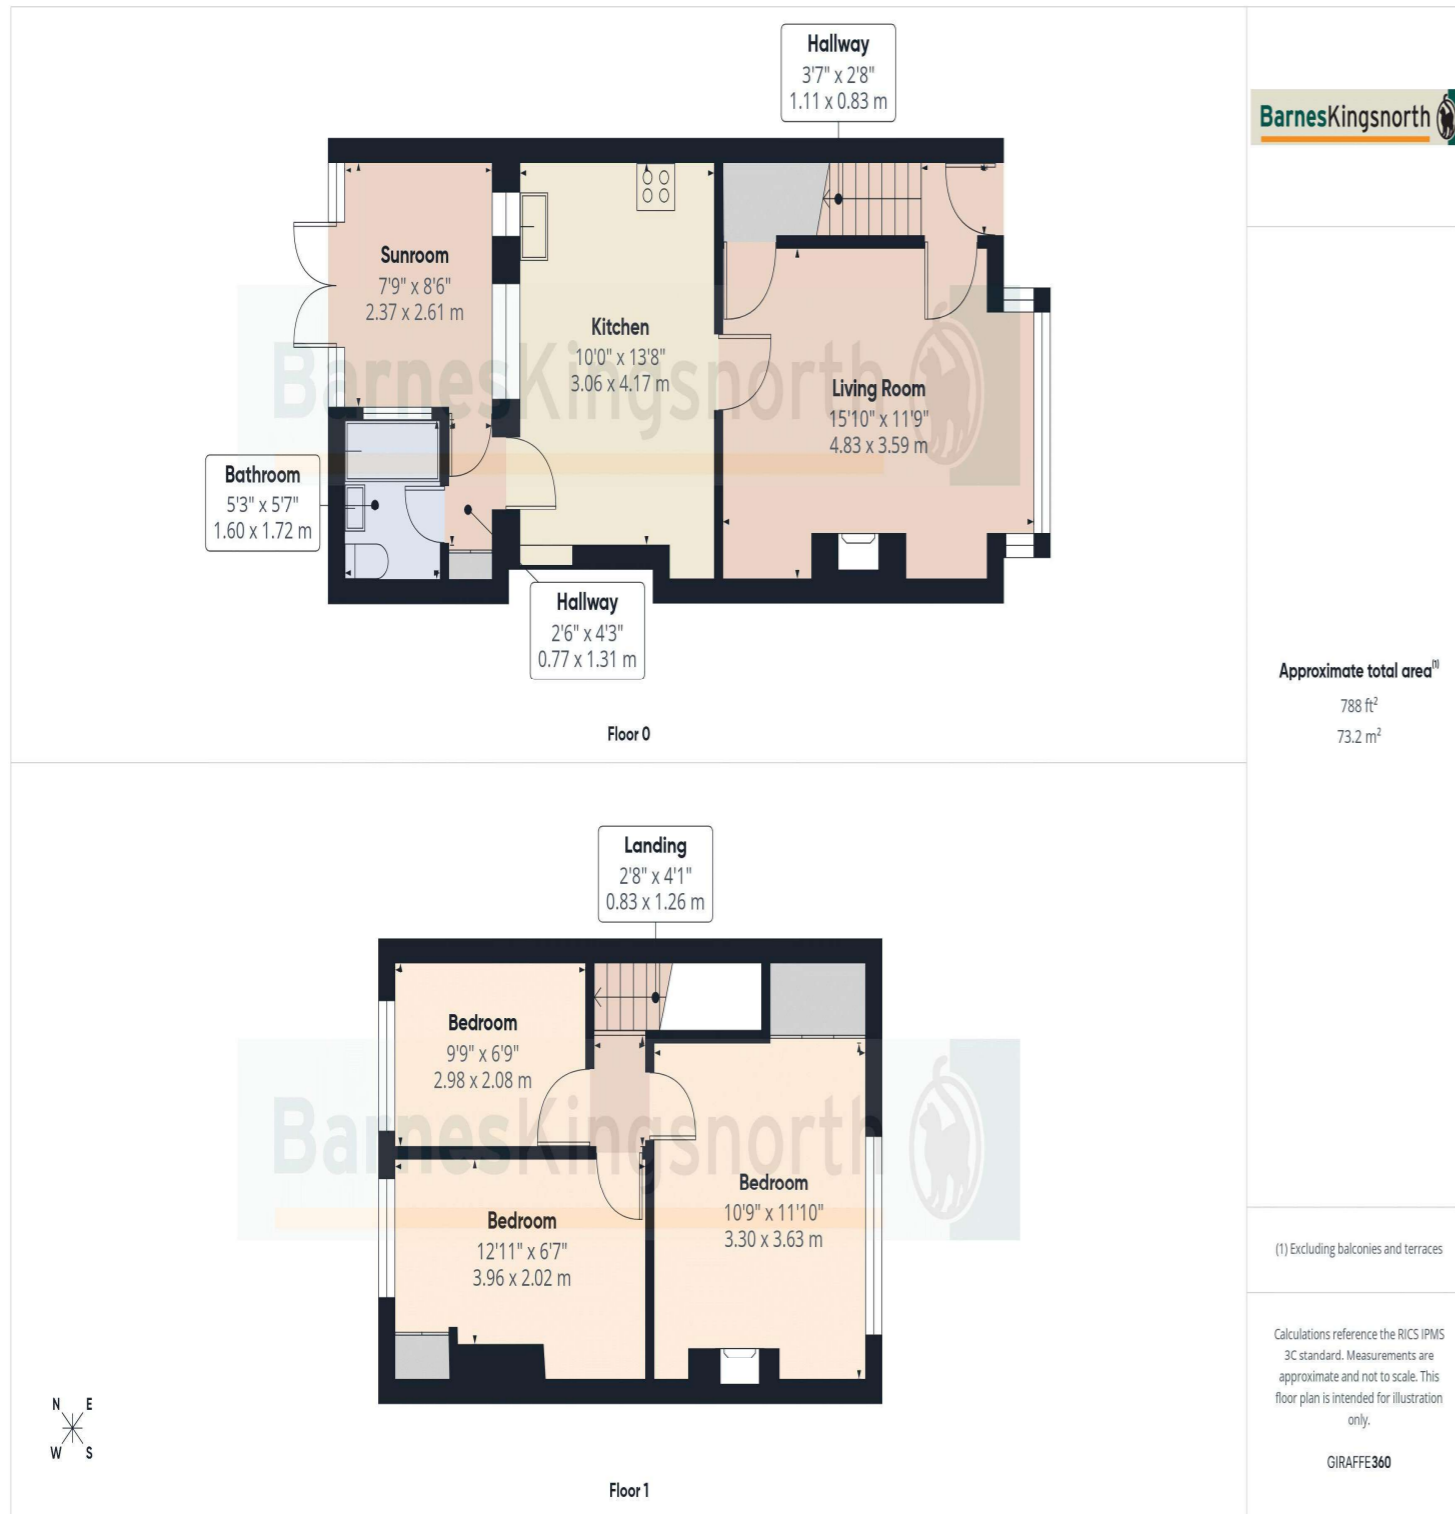 Hallway
3'7" x 2'8"
1.11 x 0.83 m
BarnesKingsnorth
Sunroom
7'9" x 8'6"
2.37 x 2.61 m
Kitchen
10'0" x 13'8"
3.06 x 4.17 m
Living Room
15'10" x 11'9"
4.83 x 3.59 m
BarnesKingsnorth
Bathroom
5'3" x 5'7"
1.60 x 1.72 m
Hallway
2'6" x 4'3"
0.77 x 1.31 m
Floor 0
Approximate total area(1)
788 ft²
73.2 m²
Landing
2'8" x 4'1"
0.83 x 1.26 m
Bedroom
9'9" x 6'9"
2.98 x 2.08 m
BarnesKingsnorth
Bedroom
12'11" x 6'7"
3.96 x 2.02 m
Bedroom
10'9" x 11'10"
3.30 x 3.63 m
(1) Excluding balconies and terraces
Calculations reference the RICS IPMS
3C standard. Measurements are
approximate and not to scale. This
floor plan is intended for illustration
only.
GIRAFFE360
N E
W S
Floor 1